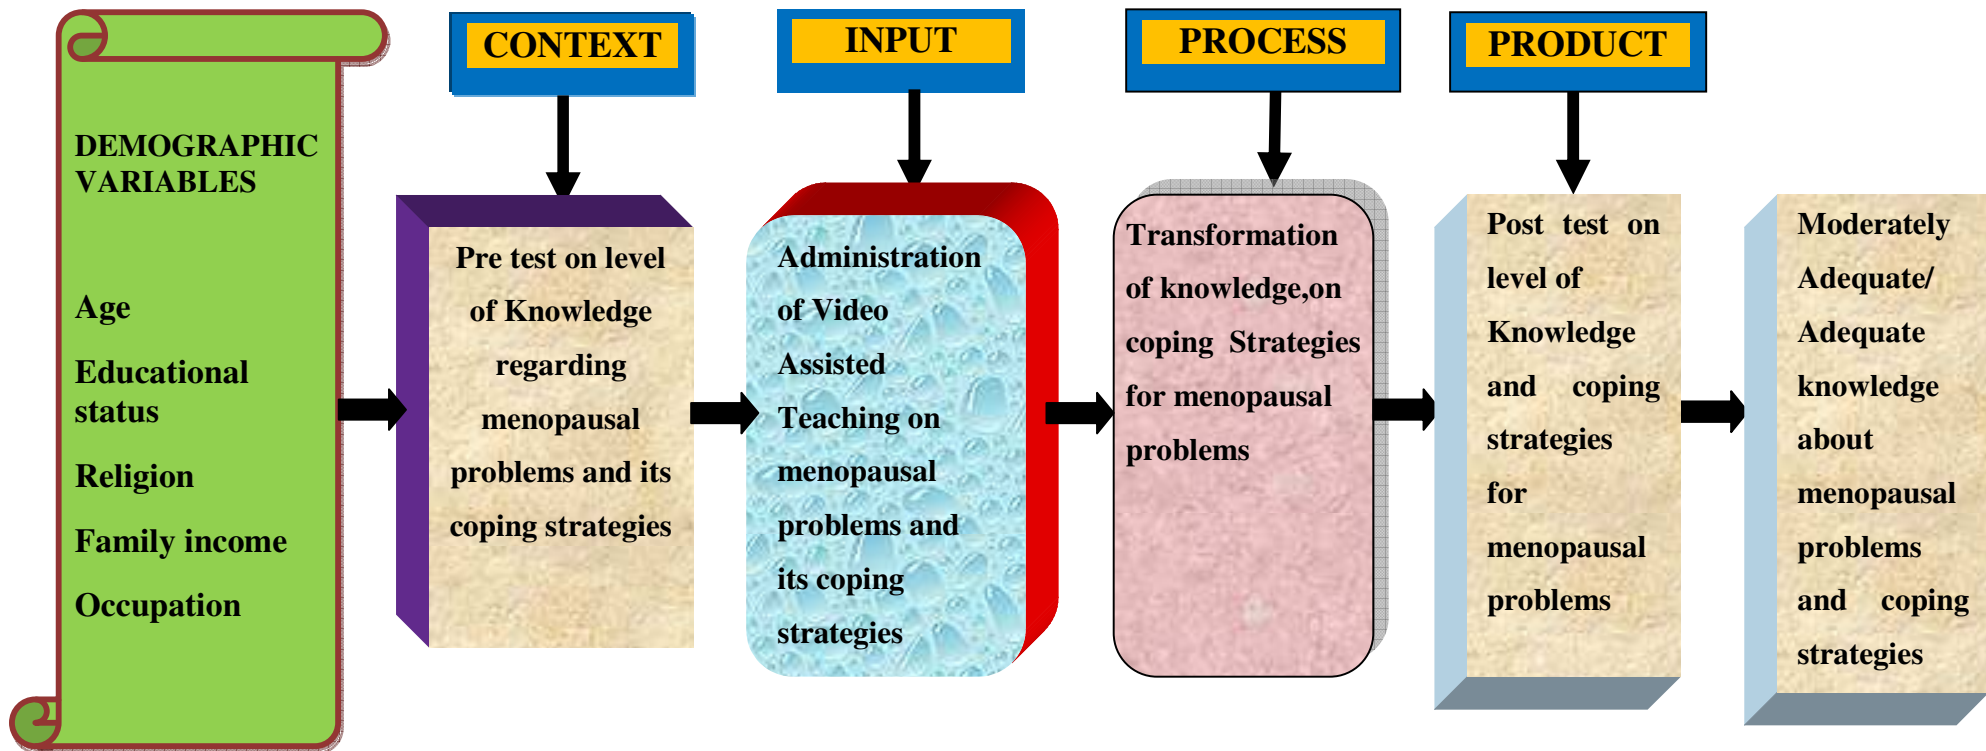 CONTEXT
INPUT
PROCESS
PRODUCT
DEMOGRAPHIC
VARIABLES
Age
Educational
status
Religion
Family income
Occupation
Pre test on level
of Knowledge
regarding
menopausal
problems and its
coping strategies
Administration
of Video
Assisted
Teaching on
menopausal
problems and
its coping
strategies
Transformation
of knowledge,on
coping Strategies
for menopausal
problems
Post test on
level of
Knowledge
and coping
strategies
for
menopausal
problems
Moderately
Adequate/
Adequate
knowledge
about
menopausal
problems
and coping
strategies